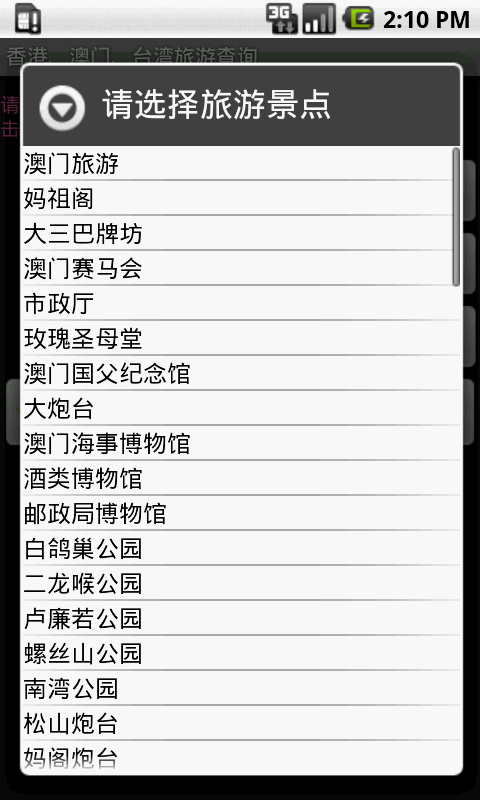 3G
2:10 PM
香港、澳门、台湾旅游查询
请
击
请选择旅游景点
澳门旅游
妈祖阁
大三巴牌坊
澳门赛马会
市政厅
玫瑰圣母堂
澳门国父纪念馆
大炮台
澳门海事博物馆
酒类博物馆
邮政局博物馆
白鸽巢公园
二龙喉公园
卢廉若公园
螺丝山公园
南湾公园
松山炮台
妈阁炮台